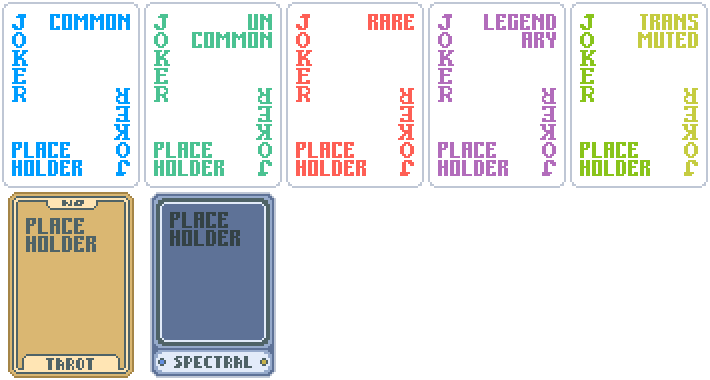 JOKER
COMMON
PLACE
HOLDER
JOKER
JOKER
UN
COMMON
PLACE
HOLDER
JOKER
JOKER
RARE
PLACE
HOLDER
JOKER
JOKER
LEGEND
ARY
PLACE
HOLDER
JOKER
JOKER
TRANS
MUTED
PLACE
HOLDER
JOKER
PLACE
HOLDER
TAROT
PLACE
HOLDER
SPECTRAL